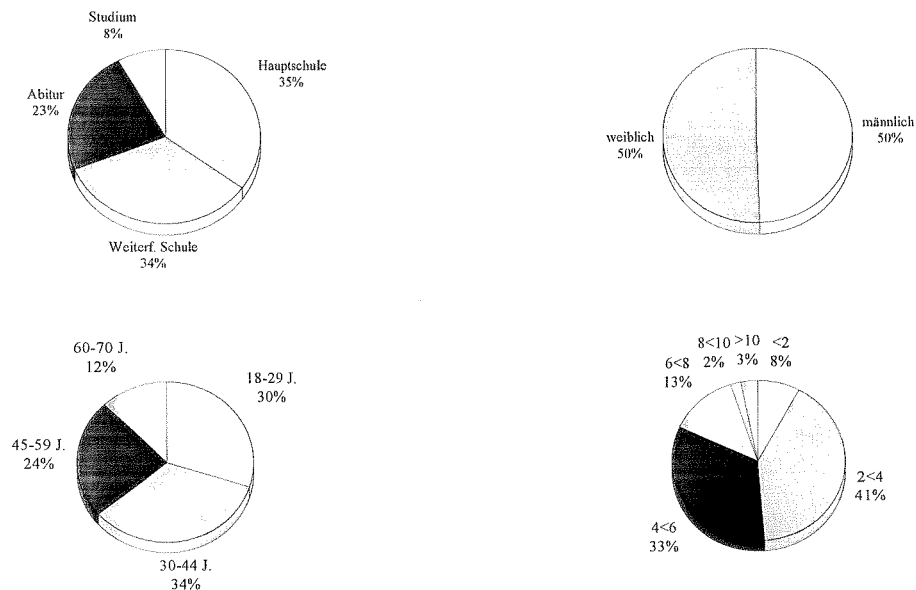 Studium
8%
Hauptschule
35%
Abitur
23%
Weiterf. Schule
34%
weiblich
50%
männlich
50%
60-70 J.
12%
18-29 J.
30%
45-59 J.
24%
30-44 J.
34%
8<10
2%
>10
3%
<2
8%
6<8
13%
2<4
41%
4<6
33%